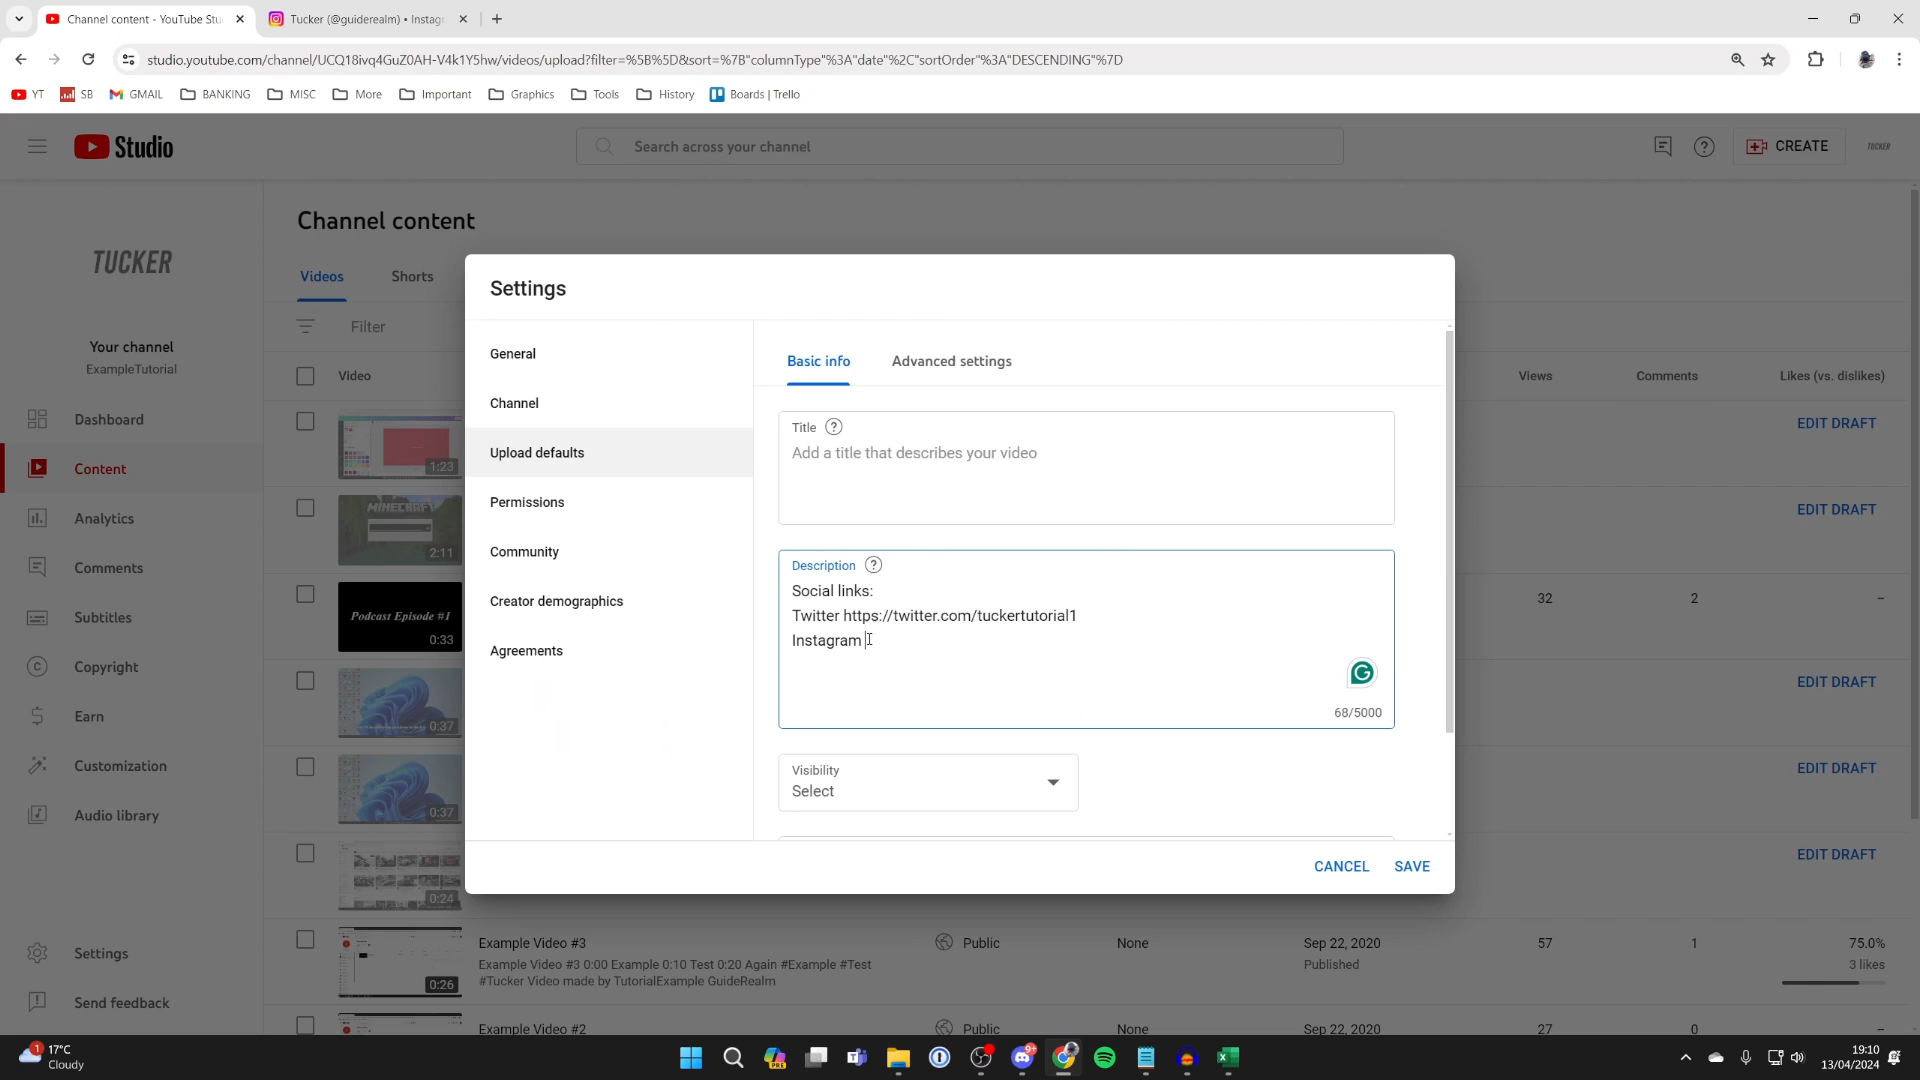 Channel content - YouTube Stu
Tucker (@guiderealm) • Instag
studio.youtube.com/channel/UCQ18ivq4GuZ0AH-V4k1Y5hw/videos/upload?filter=%5B%5D&sort=%7B"columnType"%3A"date"%2C"sortOrder"%3A"DESCENDING"%7D
YT SB GMAIL BANKING MISC More Important Graphics Tools History Boards | Trello
Studio
Search across your channel
CREATE
TUCKER
Channel content
TUCKER
Videos Shorts
Your channel
ExampleTutorial
Filter
Video Views Comments Likes (vs. dislikes)
Dashboard
Content
Analytics
Comments
Subtitles
Copyright
Earn
Customization
Audio library
Settings
Send feedback
1:23
EDIT DRAFT
MINECRAFT
2:11
EDIT DRAFT
Podcast Episode #1
0:33
32 2 –
0:37
EDIT DRAFT
0:37
EDIT DRAFT
0:24
EDIT DRAFT
Settings
General
Channel
Upload defaults
Permissions
Community
Creator demographics
Agreements
Basic info Advanced settings
Title
Add a title that describes your video
Description
Social links:
Twitter https://twitter.com/tuckertutorial1
Instagram
68/5000
Visibility
Select
CANCEL SAVE
Example Video #3 Public None Sep 22, 2020 57 1 75.0%
Example Video #3 0:00 Example 0:10 Test 0:20 Again #Example #Test Published 3 likes
#Tucker Video made by TutorialExample GuideRealm
0:26
Example Video #2 Public None Sep 22, 2020 27 0 –
1
17°C
Cloudy
PRE
9+
19:10
13/04/2024